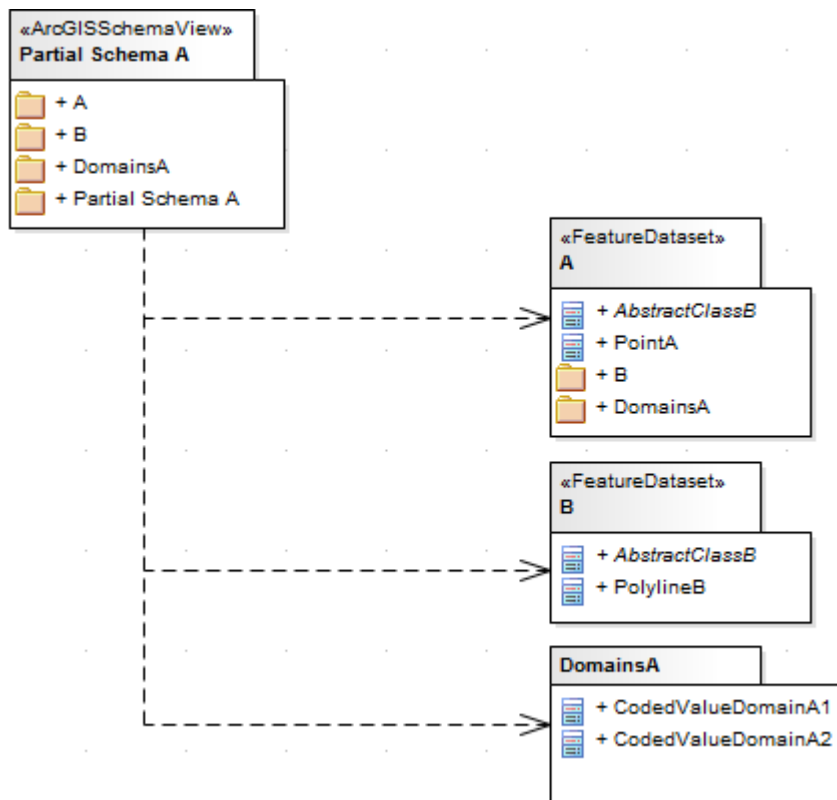 «ArcGISSchemaView»
Partial Schema A
+ A
+ B
+ DomainsA
+ Partial Schema A
«FeatureDataset»
A
+ AbstractClassB
+ PointA
+ B
+ DomainsA
«FeatureDataset»
B
+ AbstractClassB
+ PolylineB
DomainsA
+ CodedValueDomainA1
+ CodedValueDomainA2